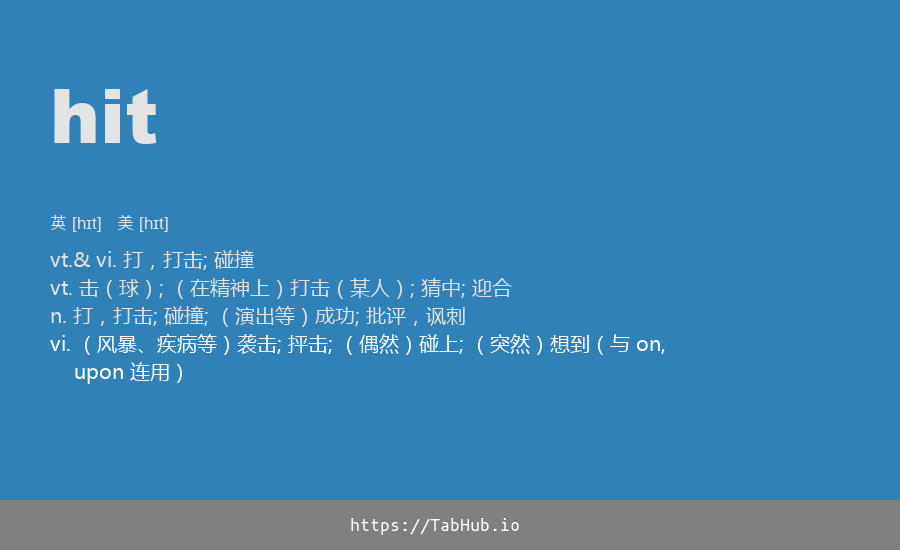 hit
英 [hɪt] 美 [hɪt]
vt.& vi. 打，打击; 碰撞
vt. 击（球）; （在精神上）打击（某人）; 猜中; 迎合
n. 打，打击; 碰撞; （演出等）成功; 批评，讽刺
vi. （风暴、疾病等）袭击; 抨击; （偶然）碰上; （突然）想到（与 on,
upon 连用）
https://TabHub.io